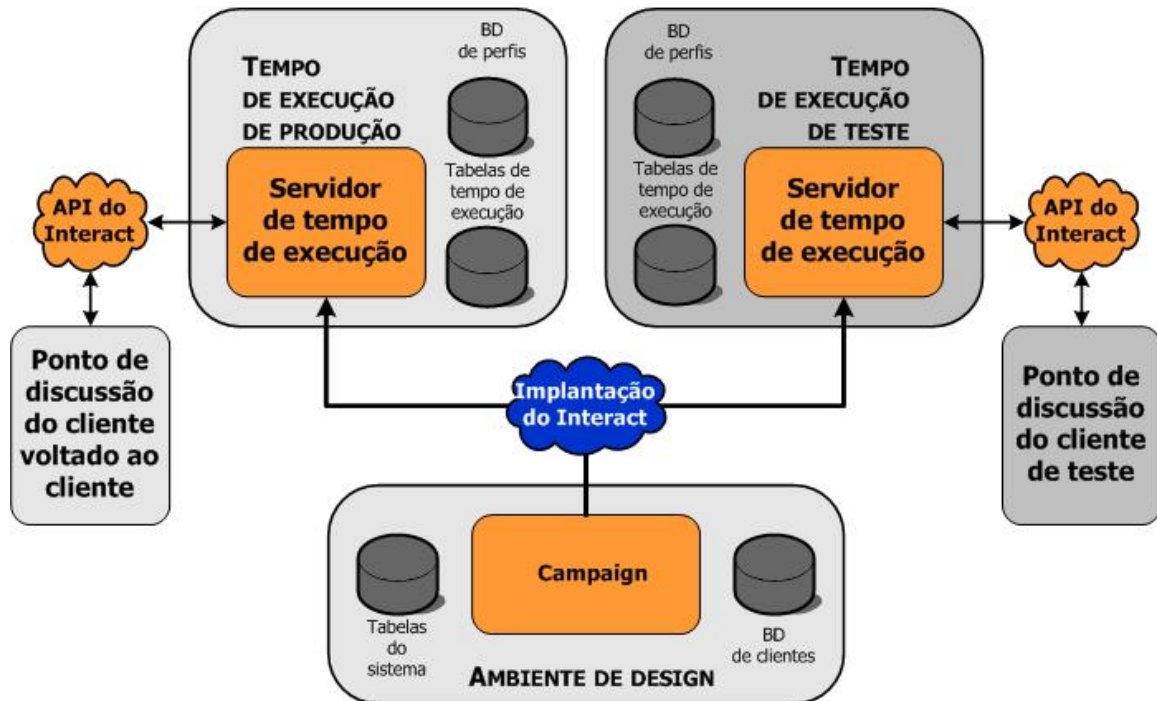 TEMPO
DE EXECUÇÃO
DE PRODUÇÃO
BD
de perfis
Tabelas de
tempo de
execução
Servidor
de tempo
de execução
API do
Interact
Ponto de
discussão
do cliente
voltado ao
cliente
BD
de perfis
TEMPO
DE EXECUÇÃO
DE TESTE
Tabelas de
tempo de
execução
Servidor
de tempo
de execução
API do
Interact
Ponto de
discussão
do cliente
de teste
Implantação
do Interact
Campaign
Tabelas
do
sistema
BD
de clientes
AMBIENTE DE DESIGN